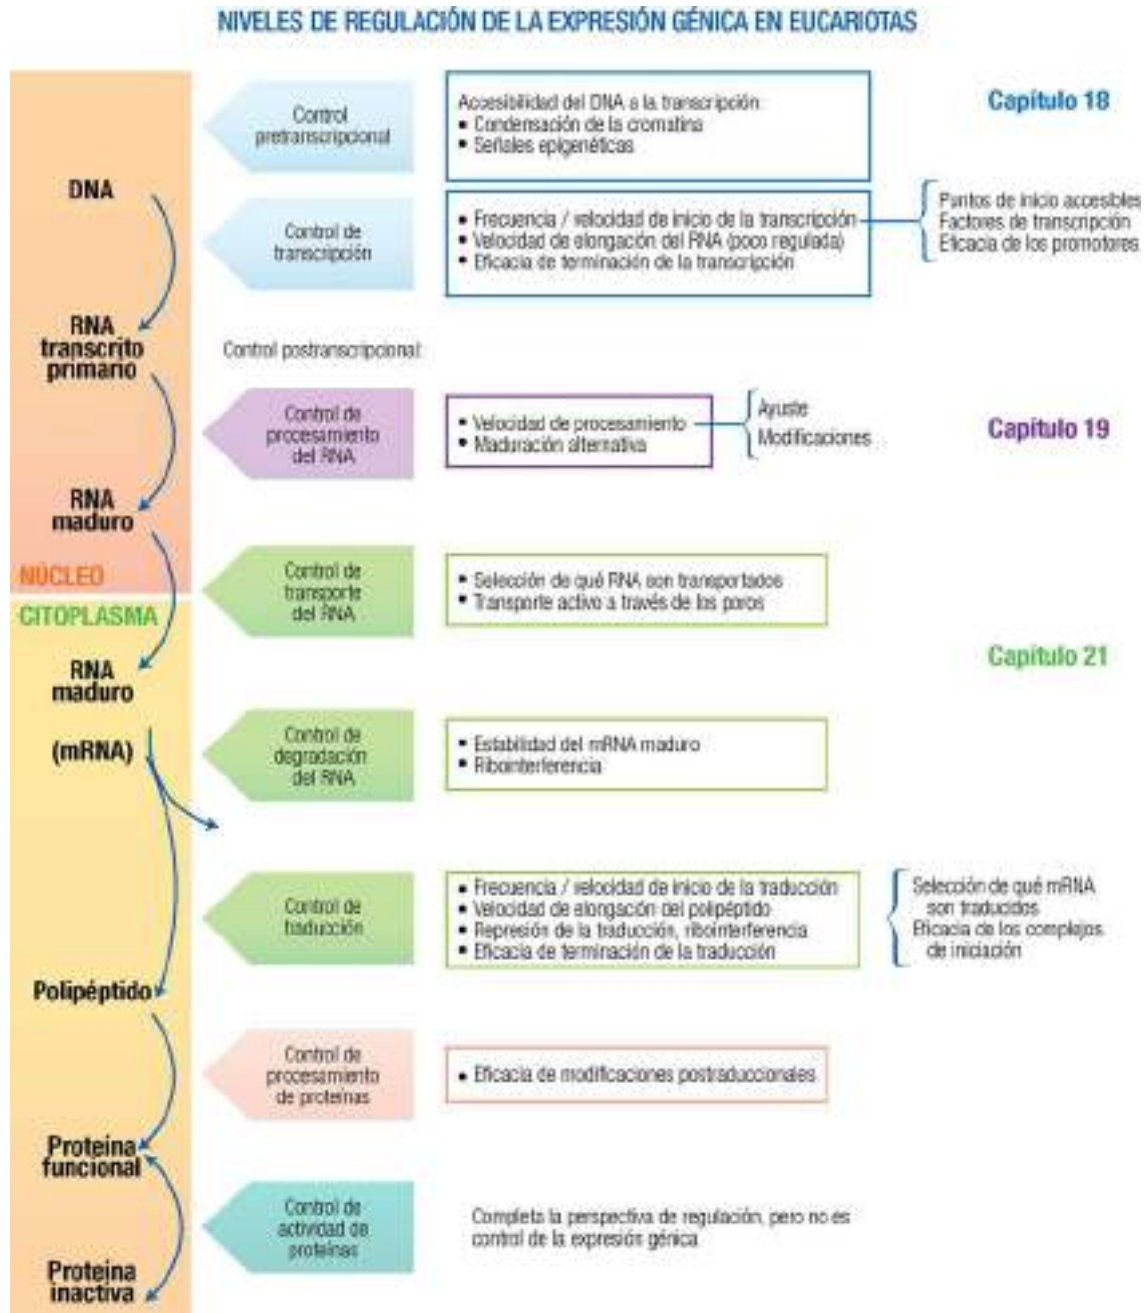 NIVELES DE REGULACIÓN DE LA EXPRESIÓN GÉNICA EN EUCARIOTAS
Control
pretranscripcional
Accesibilidad del DNA a la transcripción:
• Condensación de la cromatina
• Señales epigenéticas
Capítulo 18
DNA
Control de
transcripción
• Frecuencia / velocidad de inicio de la transcripción
• Velocidad de elongación del RNA (poco regulada)
• Eficacia de terminación de la transcripción
Puntos de inicio accesibles
Factores de transcripción
Eficacia de los promotores
RNA
transcrito
primario
Control postranscripcional:
Control de
procesamiento
del RNA
• Velocidad de procesamiento
• Maduración alternativa
Ayuste
Modificaciones
Capítulo 19
RNA
maduro
NÚCLEO
Control de
transporte
del RNA
• Selección de qué RNA son transportados
• Transporte activo a través de los poros
CITOPLASMA
Capítulo 21
RNA
maduro
(mRNA)
Control de
degradación
del RNA
• Estabilidad del mRNA maduro
• Ribointerferencia
Control de
traducción
• Frecuencia / velocidad de inicio de la traducción
• Velocidad de elongación del polipéptido
• Represión de la traducción, ribointerferencia
• Eficacia de terminación de la traducción
Selección de qué mRNA
son traducidos
Eficacia de los complejos
de iniciación
Polipéptido
Control de
procesamiento
de proteínas
• Eficacia de modificaciones postraduccionales
Proteína
funcional
Control de
actividad de
proteínas
Completa la perspectiva de regulación, pero no es
control de la expresión génica
Proteína
inactiva